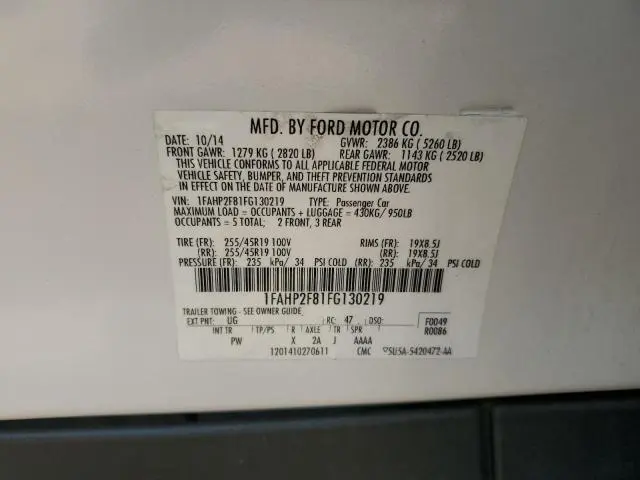 MFD. BY FORD MOTOR CO.
DATE: 10/14 GVWR: 2386 KG ( 5260 LB)
FRONT GAWR: 1279 KG ( 2820 LB) REAR GAWR: 1143 KG ( 2520 LB)
THIS VEHICLE CONFORMS TO ALL APPLICABLE FEDERAL MOTOR
VEHICLE SAFETY, BUMPER, AND THEFT PREVENTION STANDARDS
IN EFFECT ON THE DATE OF MANUFACTURE SHOWN ABOVE.
VIN: 1FAHP2F81FG130219 TYPE: Passenger Car
MAXIMUM LOAD = OCCUPANTS + LUGGAGE = 430KG/ 950LB
OCCUPANTS = 5 TOTAL; 2 FRONT, 3 REAR
TIRE (FR): 255/45R19 100V RIMS (FR): 19X8.5J
(RR): 255/45R19 100V (RR): 19X8.5J
PRESSURE (FR): 235 kPa/ 34 PSI COLD (RR): 235 kPa/ 34 PSI COLD
1FAHP2F81FG130219
TRAILER TOWING - SEE OWNER GUIDE
EXT PNT: UG RC: 47 DSO: F0049
R0086
INT TR TP/PS R AXLE TR SPR
PW X 2A J AAAA
1201410270611 CMC SU5A-5420472-AA